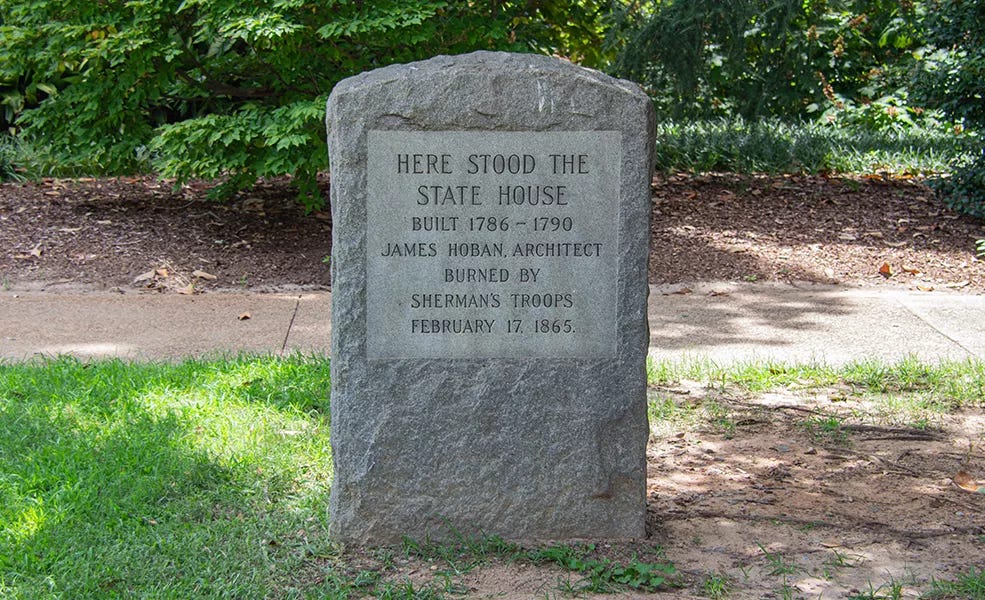 HERE STOOD THE
STATE HOUSE
BUILT 1786 – 1790
JAMES HOBAN, ARCHITECT
BURNED BY
SHERMAN'S TROOPS
FEBRUARY 17, 1865.